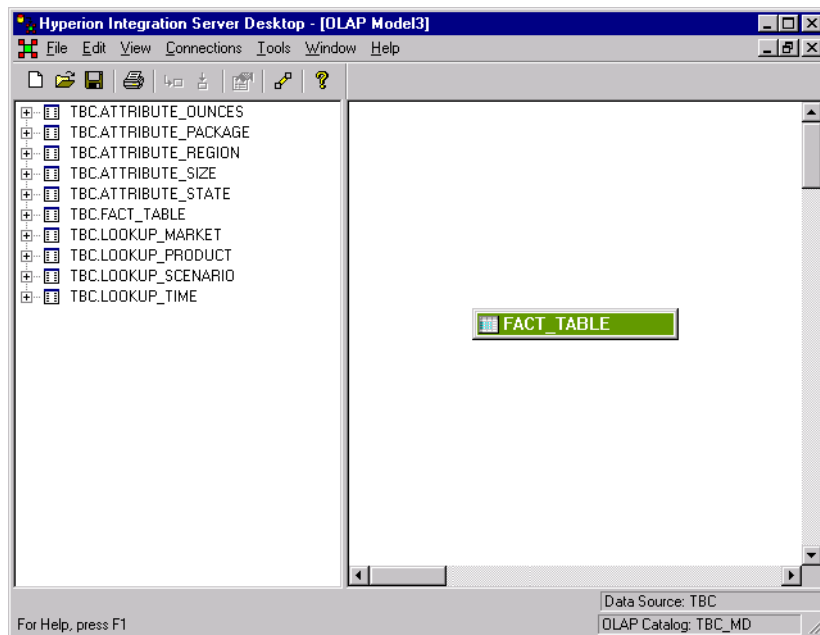 Hyperion Integration Server Desktop - [OLAP Model3]
File Edit View Connections Tools Window Help
TBC.ATTRIBUTE_OUNCES
TBC.ATTRIBUTE_PACKAGE
TBC.ATTRIBUTE_REGION
TBC.ATTRIBUTE_SIZE
TBC.ATTRIBUTE_STATE
TBC.FACT_TABLE
TBC.LOOKUP_MARKET
TBC.LOOKUP_PRODUCT
TBC.LOOKUP_SCENARIO
TBC.LOOKUP_TIME
FACT_TABLE
Data Source: TBC
For Help, press F1
OLAP Catalog: TBC_MD